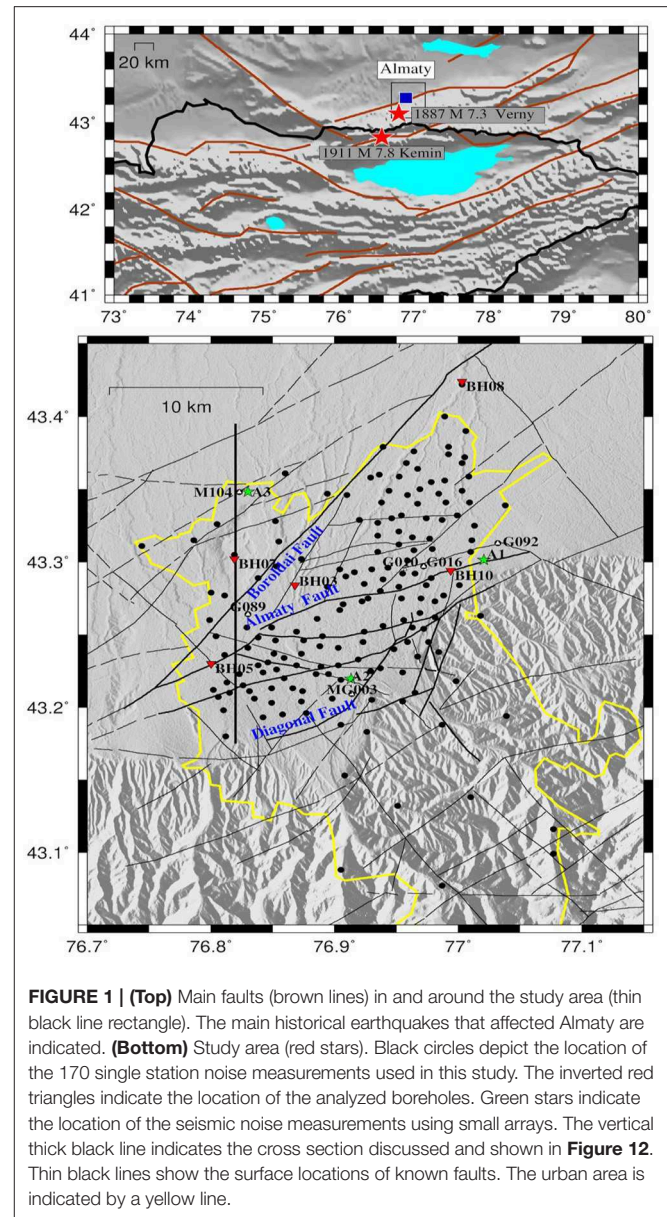 44˚
20 km
Almaty
43˚
1887 M 7.3 Verny
1911 M 7.8 Kemin
42˚
41˚
73˚ 74˚ 75˚ 76˚ 77˚ 78˚ 79˚ 80˚
BH08
43.4˚
10 km
M104
A3
G092
43.3˚
BH07
Boroldai Fault
G010
G016
A1
BH03
BH10
Almaty Fault
G089
BH05
A2
MG003
43.2˚
Diagonal Fault
43.1˚
76.7˚ 76.8˚ 76.9˚ 77˚ 77.1˚
FIGURE 1 | (Top) Main faults (brown lines) in and around the study area (thin
black line rectangle). The main historical earthquakes that affected Almaty are
indicated. (Bottom) Study area (red stars). Black circles depict the location of
the 170 single station noise measurements used in this study. The inverted red
triangles indicate the location of the analyzed boreholes. Green stars indicate
the location of the seismic noise measurements using small arrays. The vertical
thick black line indicates the cross section discussed and shown in Figure 12.
Thin black lines show the surface locations of known faults. The urban area is
indicated by a yellow line.